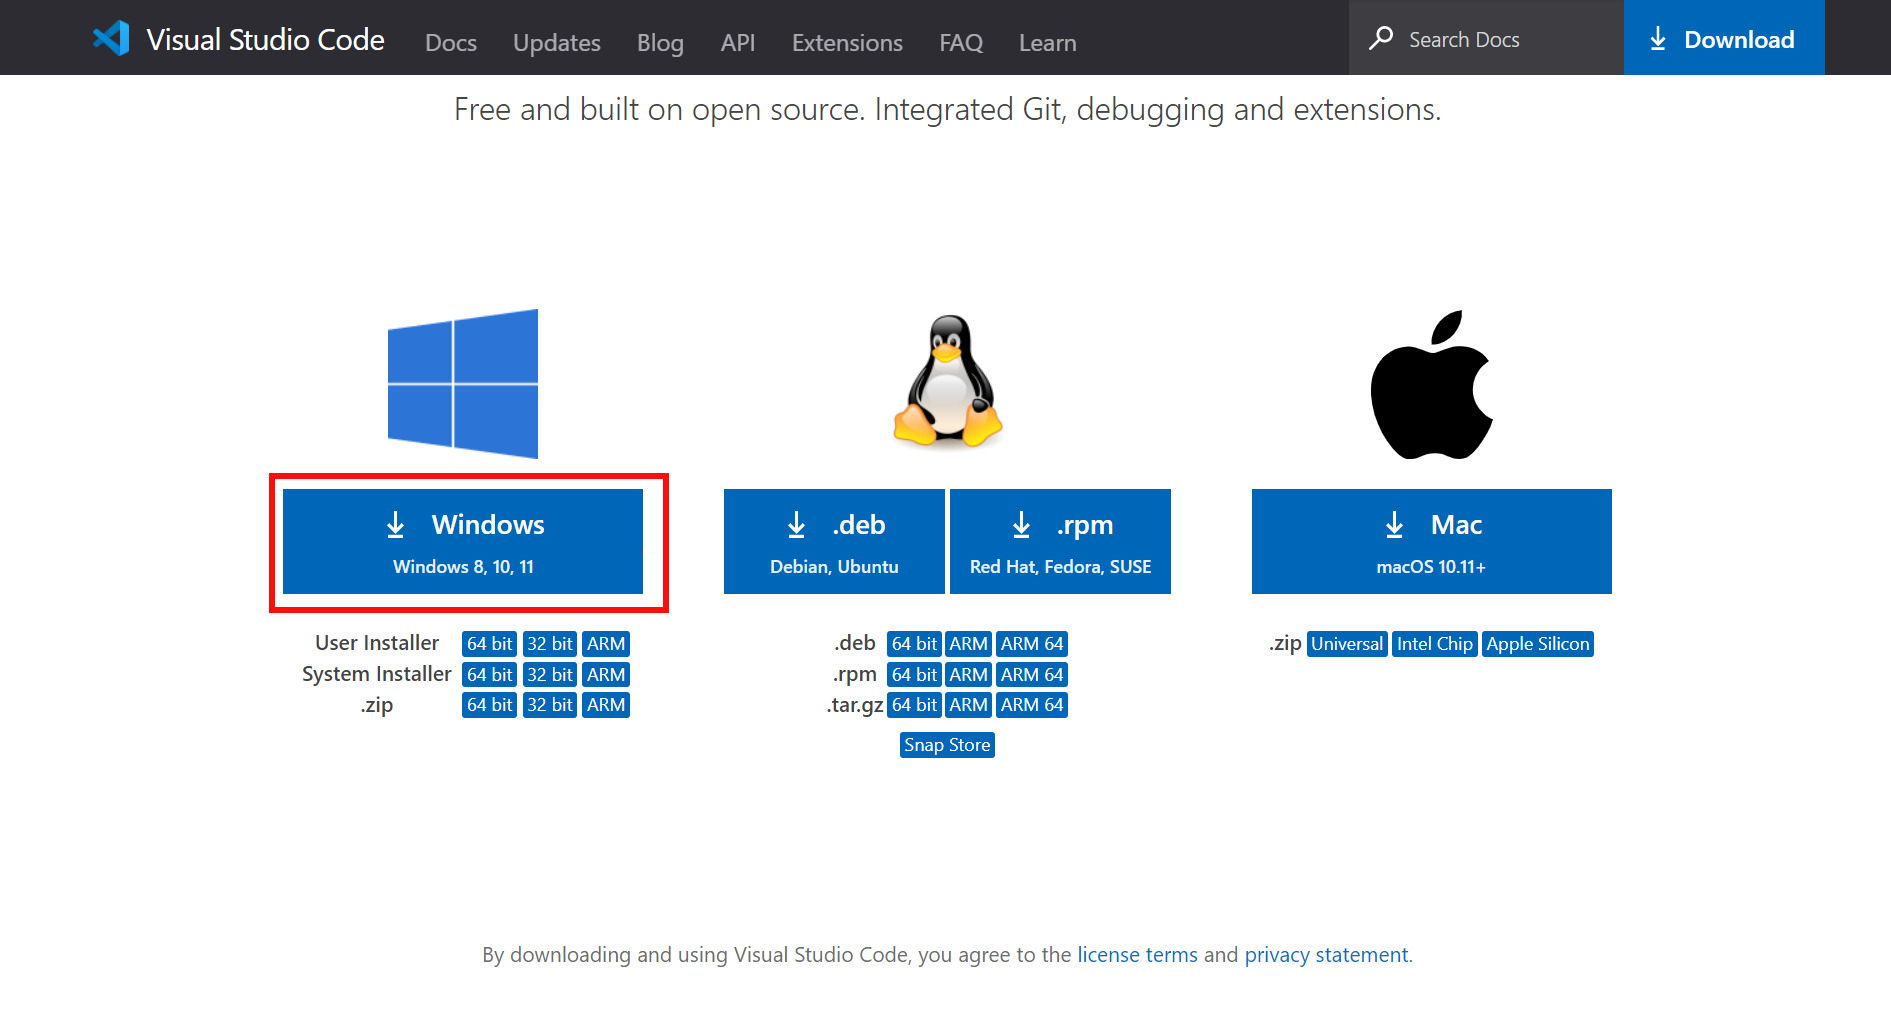 Visual Studio Code Docs Updates Blog API Extensions FAQ Learn Search Docs Download
Free and built on open source. Integrated Git, debugging and extensions.
Windows
Windows 8, 10, 11
.deb
Debian, Ubuntu
.rpm
Red Hat, Fedora, SUSE
Mac
macOS 10.11+
User Installer 64 bit 32 bit ARM
System Installer 64 bit 32 bit ARM
.zip 64 bit 32 bit ARM
.deb 64 bit ARM ARM 64
.rpm 64 bit ARM ARM 64
.tar.gz 64 bit ARM ARM 64
Snap Store
.zip Universal Intel Chip Apple Silicon
By downloading and using Visual Studio Code, you agree to the license terms and privacy statement.